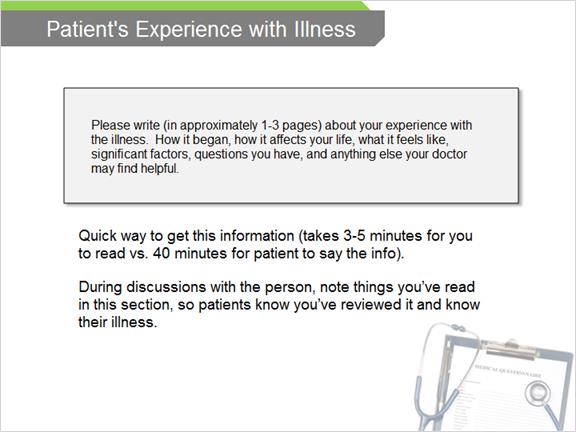 Patient's Experience with Illness
Please write (in approximately 1-3 pages) about your experience with
the illness.  How it began, how it affects your life, what it feels like,
significant factors, questions you have, and anything else your doctor
may find helpful.
Quick way to get this information (takes 3-5 minutes for you
to read vs. 40 minutes for patient to say the info).
During discussions with the person, note things you've read
in this section, so patients know you've reviewed it and know
their illness.
MEDICAL QUESTIONNAIRE